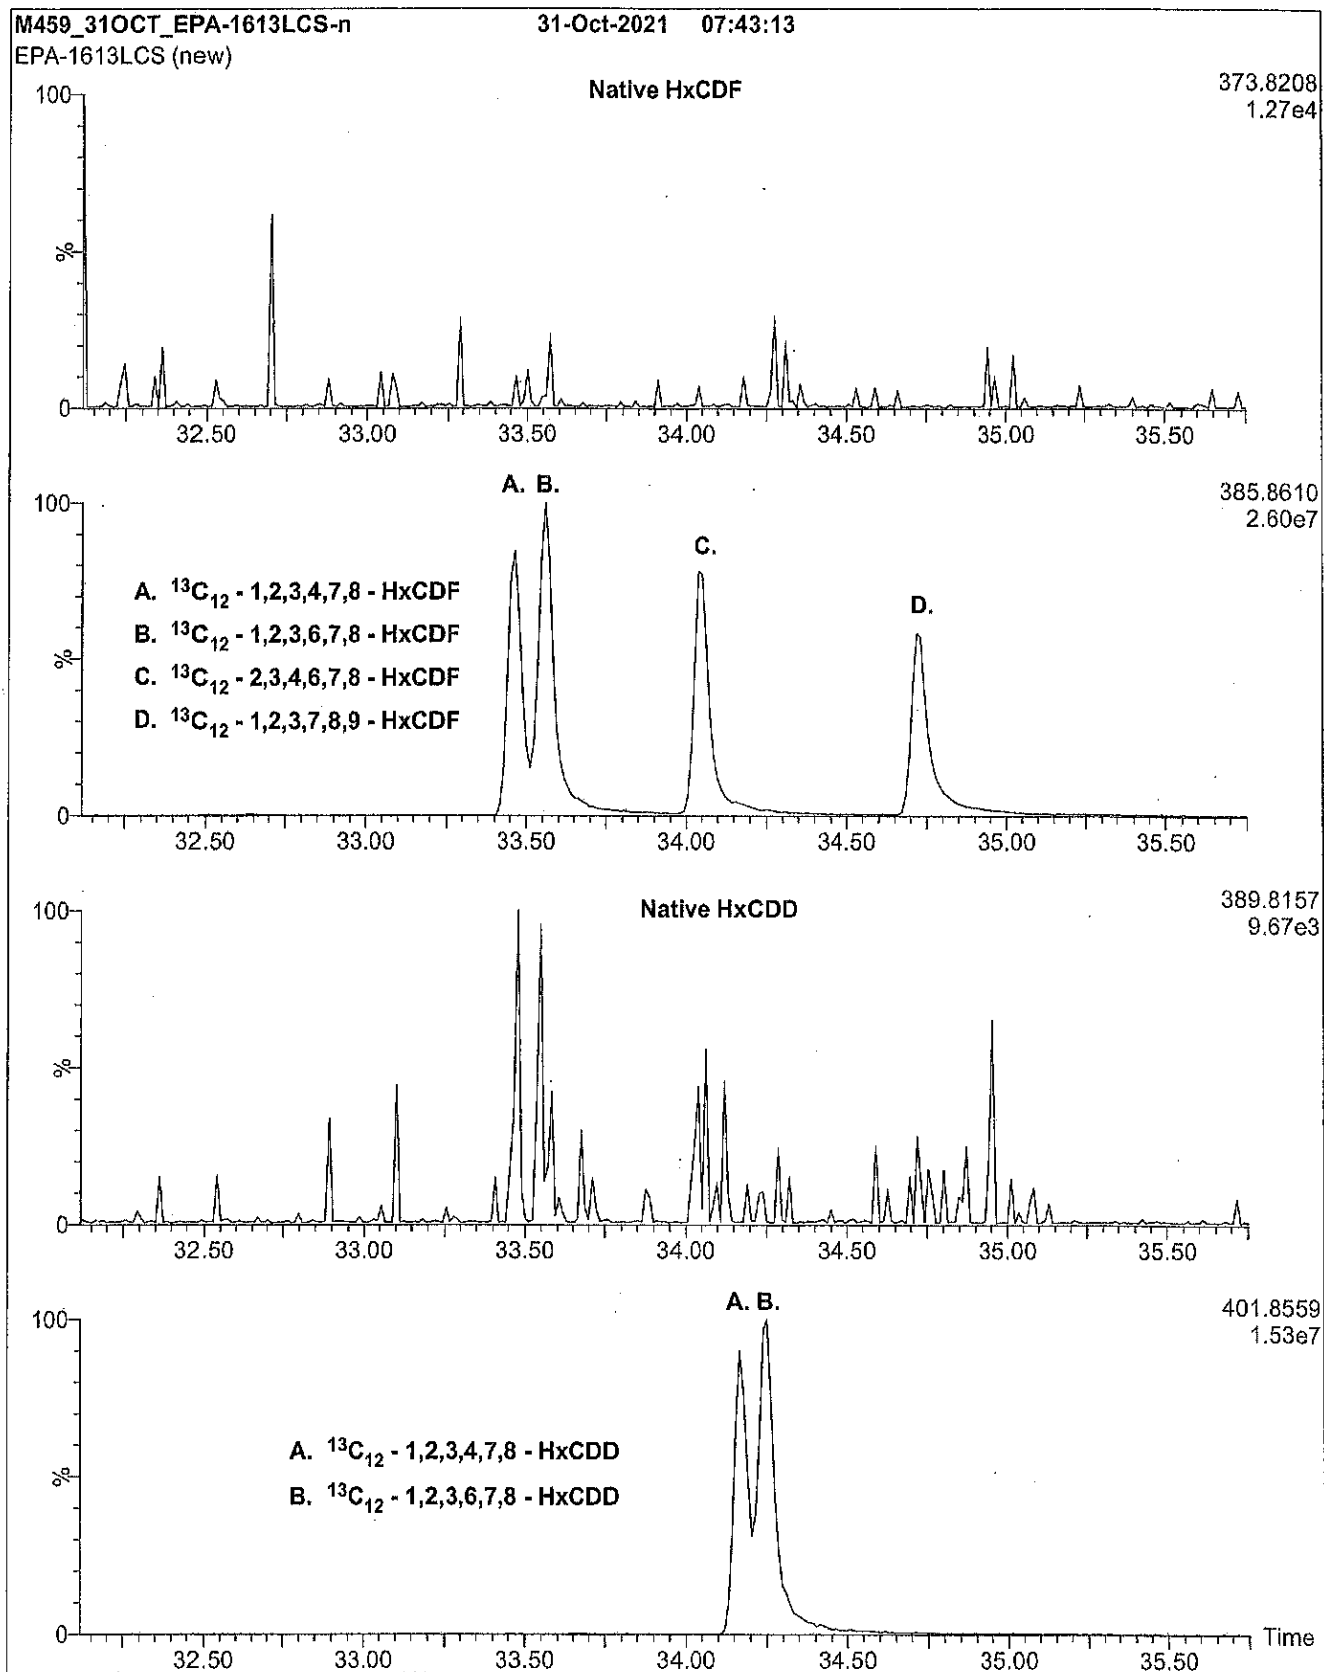 M459_31OCT_EPA-1613LCS-n 31-Oct-2021 07:43:13
EPA-1613LCS (new)
Native HxCDF
373.8208
1.27e4
100
%
0
32.50 33.00 33.50 34.00 34.50 35.00 35.50
A. B.
385.8610
2.60e7
100
C.
A. ¹³C₁₂ - 1,2,3,4,7,8 - HxCDF
D.
B. ¹³C₁₂ - 1,2,3,6,7,8 - HxCDF
%
C. ¹³C₁₂ - 2,3,4,6,7,8 - HxCDF
D. ¹³C₁₂ - 1,2,3,7,8,9 - HxCDF
0
32.50 33.00 33.50 34.00 34.50 35.00 35.50
Native HxCDD
389.8157
9.67e3
100
%
0
32.50 33.00 33.50 34.00 34.50 35.00 35.50
A. B.
401.8559
1.53e7
100
A. ¹³C₁₂ - 1,2,3,4,7,8 - HxCDD
%
B. ¹³C₁₂ - 1,2,3,6,7,8 - HxCDD
0
Time
32.50 33.00 33.50 34.00 34.50 35.00 35.50